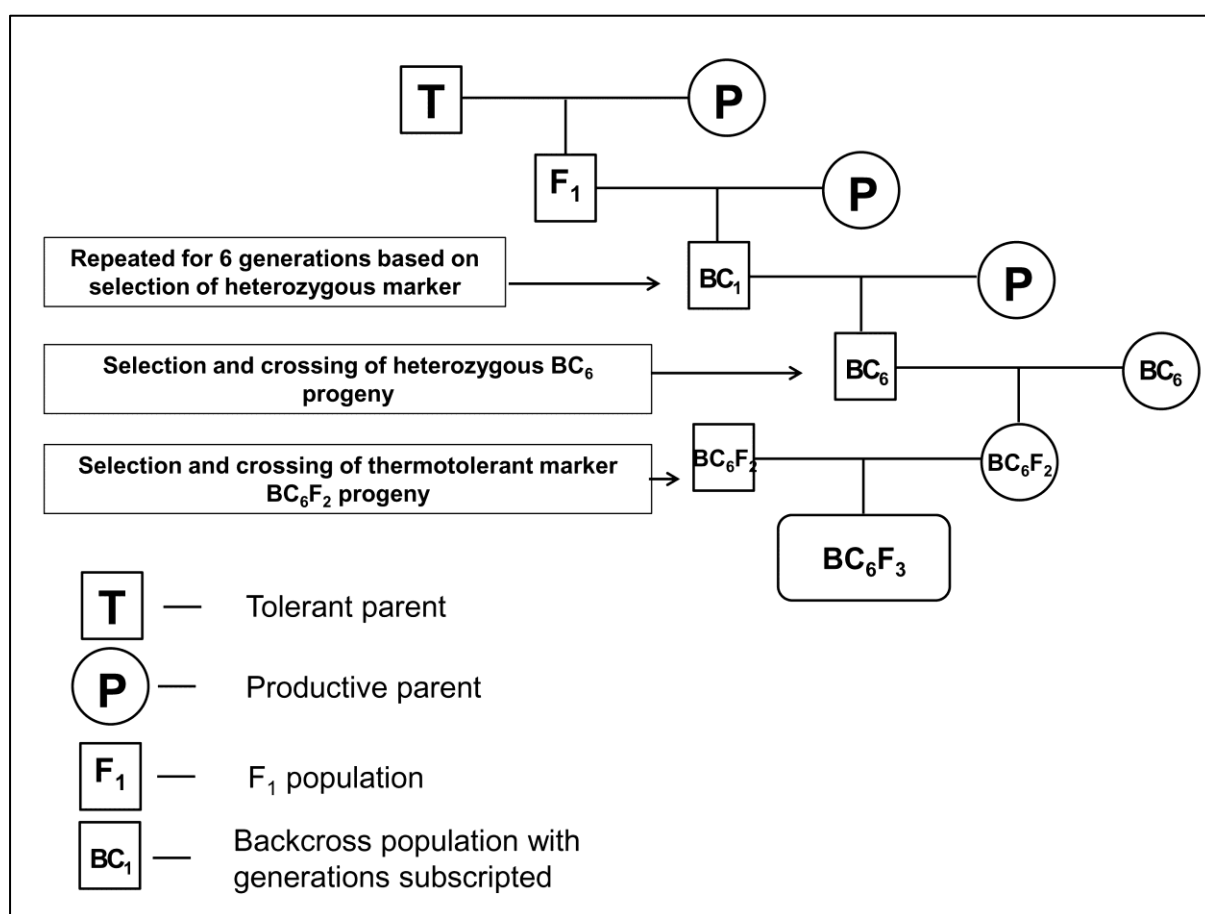 T
P
F₁
P
Repeated for 6 generations based on
selection of heterozygous marker
BC₁
P
Selection and crossing of heterozygous BC₆
progeny
BC₆
BC₆
Selection and crossing of thermotolerant marker
BC₆F₂ progeny
BC₆F₂
BC₆F₂
BC₆F₃
T — Tolerant parent
P — Productive parent
F₁ — F₁ population
BC₁ — Backcross population with
generations subscripted